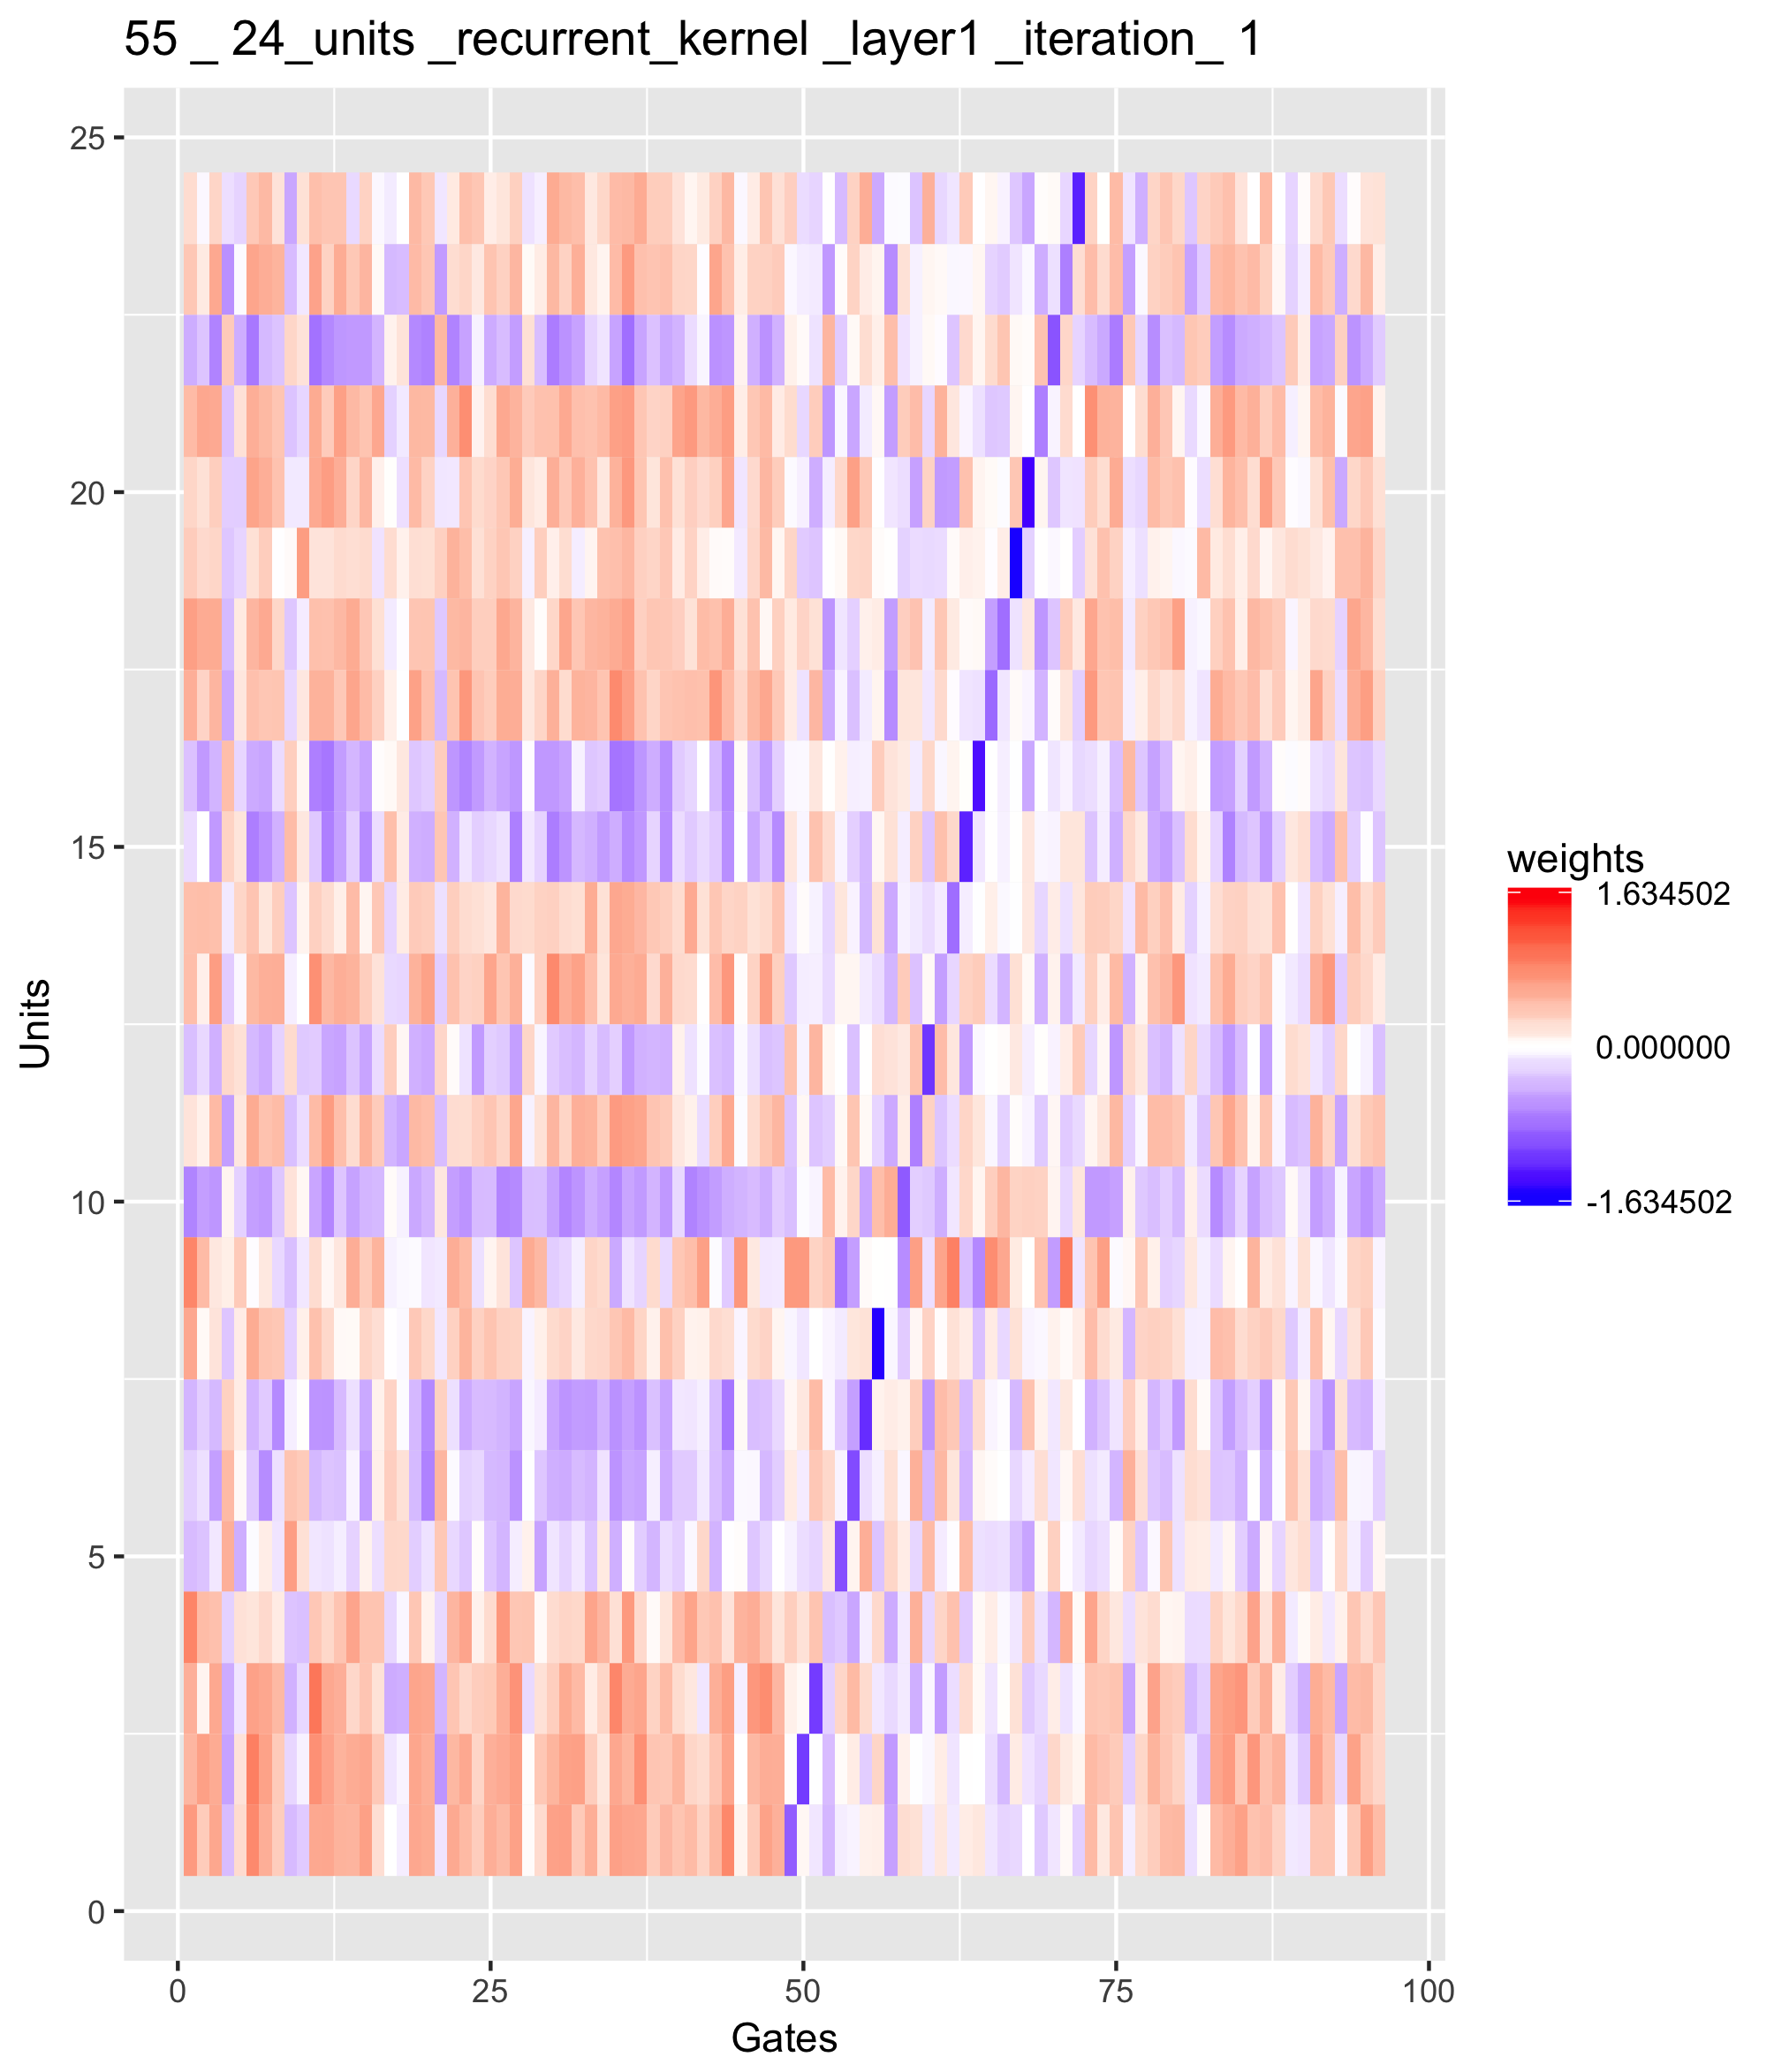 55 _ 24_units _recurrent_kernel _layer1 _iteration_ 1
25
20
15
10
5
0
Units
0 25 50 75 100
Gates
weights
1.634502
0.000000
-1.634502